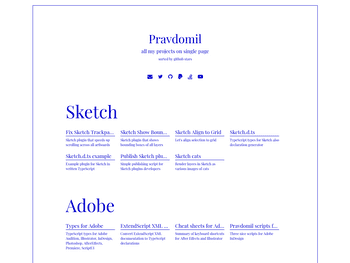 Pravdomil
all my projects on single page
sorted by github stars
Sketch
Fix Sketch Trackpa...
Sketch plugin that speeds up
scrolling across artboards
Sketch Show Boun...
Sketch plugin that shows
bounding boxes of all layers
Sketch Align to Grid
Let's align selection to grid
Sketch.d.ts
Sketch typescript types for Sketch also
declaration generator
Sketch.d.ts example
Example plugin for Sketch in
written TypeScript
Publish Sketch plu...
Simple publishing script for
Sketch plugins developers
Sketch cats
Render layers in Sketch as
various images of cats
Adobe
Types for Adobe
TypeScript types for Adobe
Audition, Illustrator, InDesign,
Photoshop, AfterEffects,
Premiere, ScriptUI
ExtendScript XML ...
Convert ExtendScript XML
documentation to TypeScript
declarations
Cheat sheets for Ad...
Summary of keyboard shortcuts
for After Effects and Illustrator
Pravdomil scripts f...
Three nice scripts for Adobe
InDesign